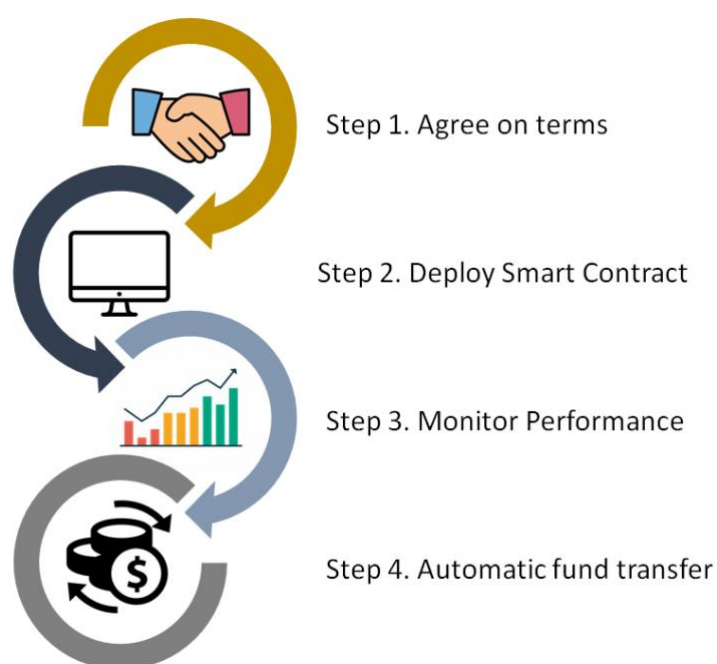 Step 1. Agree on terms
Step 2. Deploy Smart Contract
Step 3. Monitor Performance
$
Step 4. Automatic fund transfer